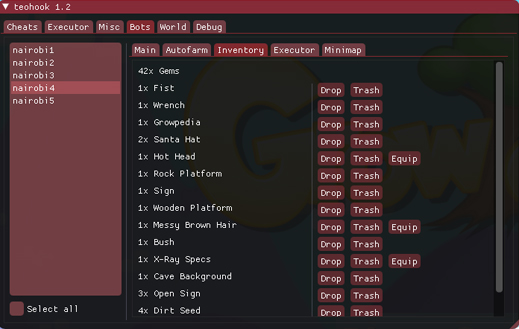 teohook 1.2
Cheats Executor Misc Bots World Debug
nairobi1
nairobi2
nairobi3
nairobi4
nairobi5
Select all
Main Autofarm Inventory Executor Minimap
42x Gems
1x Fist Drop Trash
1x Wrench Drop Trash
1x Growpedia Drop Trash
2x Santa Hat Drop Trash
1x Hot Head Drop Trash Equip
1x Rock Platform Drop Trash
1x Sign Drop Trash
1x Wooden Platform Drop Trash
1x Messy Brown Hair Drop Trash Equip
1x Bush Drop Trash
1x X-Ray Specs Drop Trash Equip
1x Cave Background Drop Trash
3x Open Sign Drop Trash
4x Dirt Seed Drop Trash